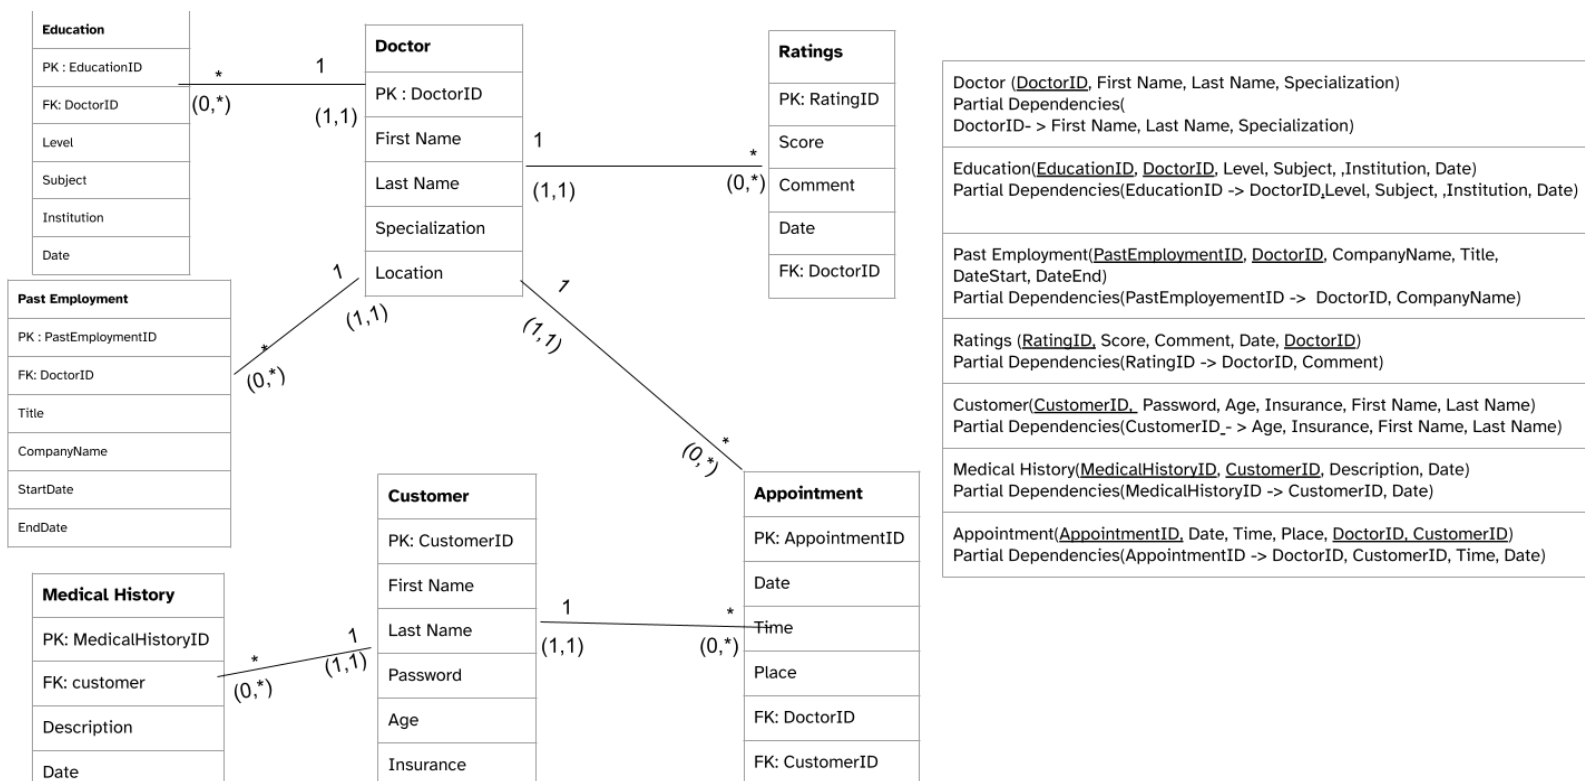 Education
PK : EducationID
FK: DoctorID
Level
Subject
Institution
Date
*
(0,*)
1
(1,1)
Doctor
PK : DoctorID
First Name
Last Name
Specialization
Location
1
(1,1)
*
(0,*)
Ratings
PK: RatingID
Score
Comment
Date
FK: DoctorID
Past Employment
PK : PastEmploymentID
FK: DoctorID
Title
CompanyName
StartDate
EndDate
1
(1,1)
*
(0,*)
1
(1,1)
*
(0,*)
Medical History
PK: MedicalHistoryID
FK: customer
Description
Date
*
(0,*)
1
(1,1)
Customer
PK: CustomerID
First Name
Last Name
Password
Age
Insurance
1
(1,1)
*
(0,*)
Appointment
PK: AppointmentID
Date
Time
Place
FK: DoctorID
FK: CustomerID
Doctor (DoctorID, First Name, Last Name, Specialization)
Partial Dependencies(
DoctorID- > First Name, Last Name, Specialization)
Education(EducationID, DoctorID, Level, Subject, ,Institution, Date)
Partial Dependencies(EducationID -> DoctorID,Level, Subject, ,Institution, Date)
Past Employment(PastEmploymentID, DoctorID, CompanyName, Title,
DateStart, DateEnd)
Partial Dependencies(PastEmployementID -> DoctorID, CompanyName)
Ratings (RatingID, Score, Comment, Date, DoctorID)
Partial Dependencies(RatingID -> DoctorID, Comment)
Customer(CustomerID, Password, Age, Insurance, First Name, Last Name)
Partial Dependencies(CustomerID - > Age, Insurance, First Name, Last Name)
Medical History(MedicalHistoryID, CustomerID, Description, Date)
Partial Dependencies(MedicalHistoryID -> CustomerID, Date)
Appointment(AppointmentID, Date, Time, Place, DoctorID, CustomerID)
Partial Dependencies(AppointmentID -> DoctorID, CustomerID, Time, Date)